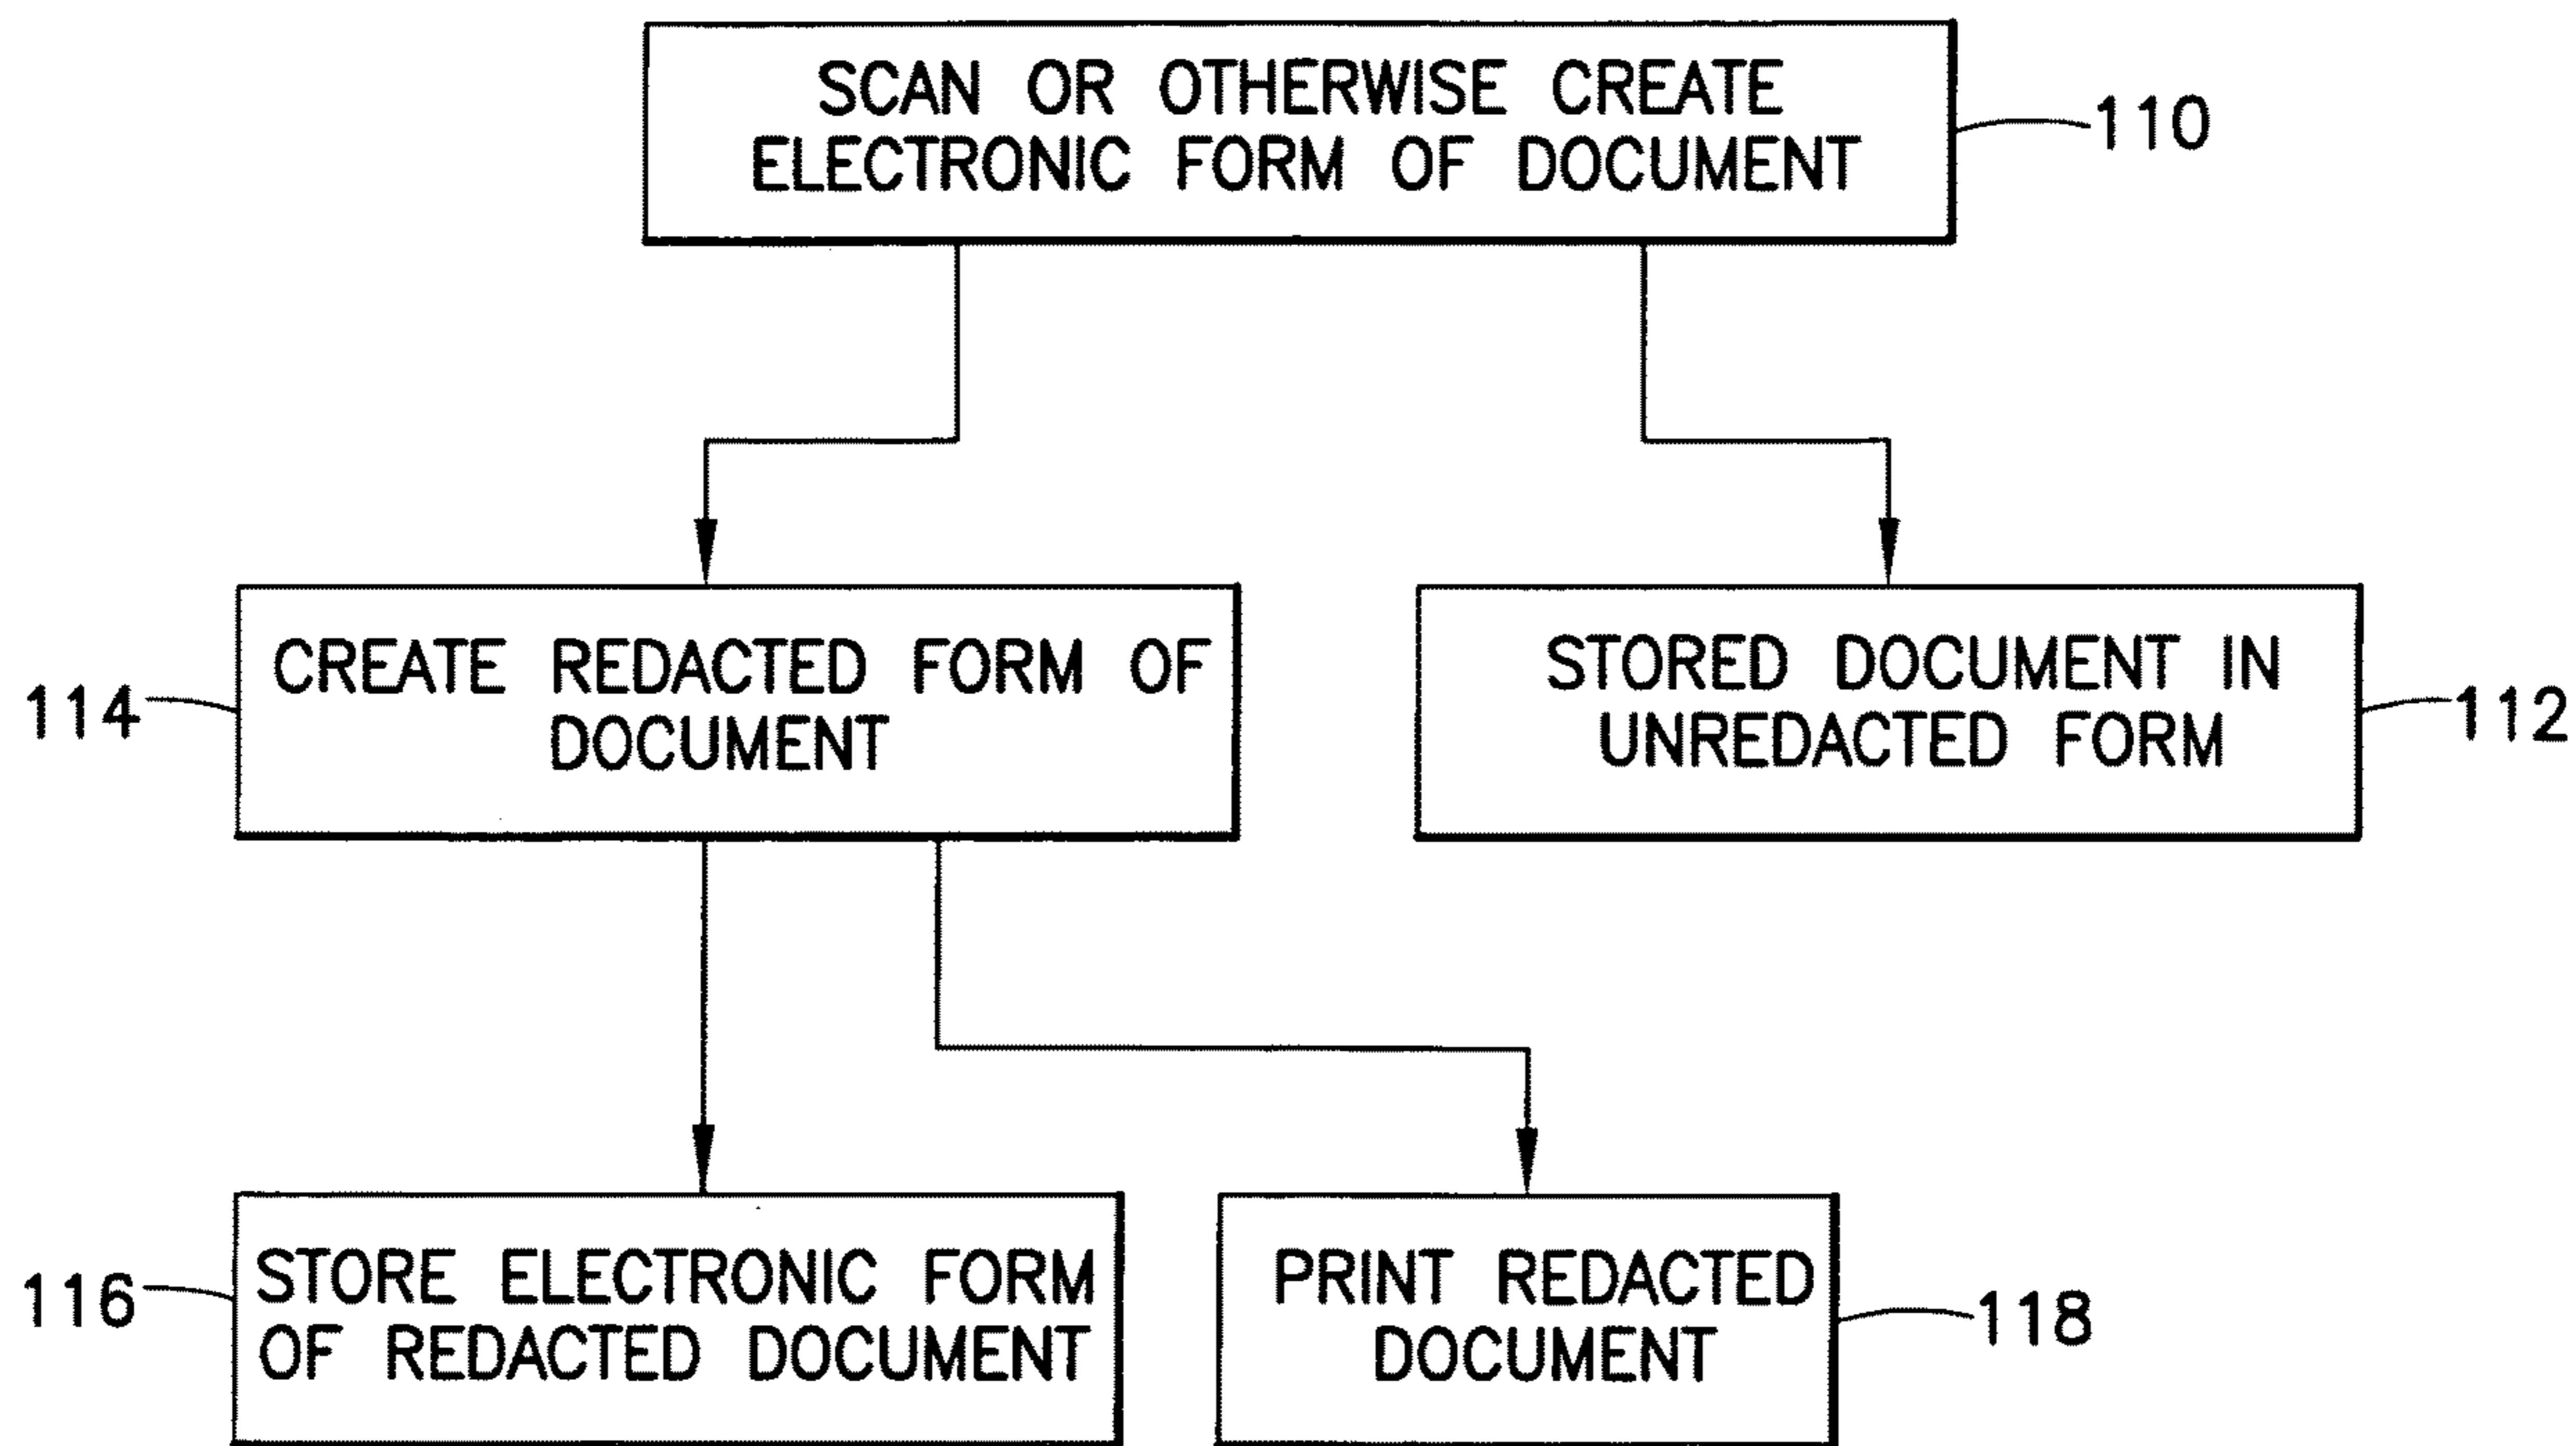 SCAN OR OTHERWISE CREATE
ELECTRONIC FORM OF DOCUMENT
110
CREATE REDACTED FORM OF
DOCUMENT
114
STORED DOCUMENT IN
UNREDACTED FORM
112
STORE ELECTRONIC FORM
OF REDACTED DOCUMENT
116
PRINT REDACTED
DOCUMENT
118